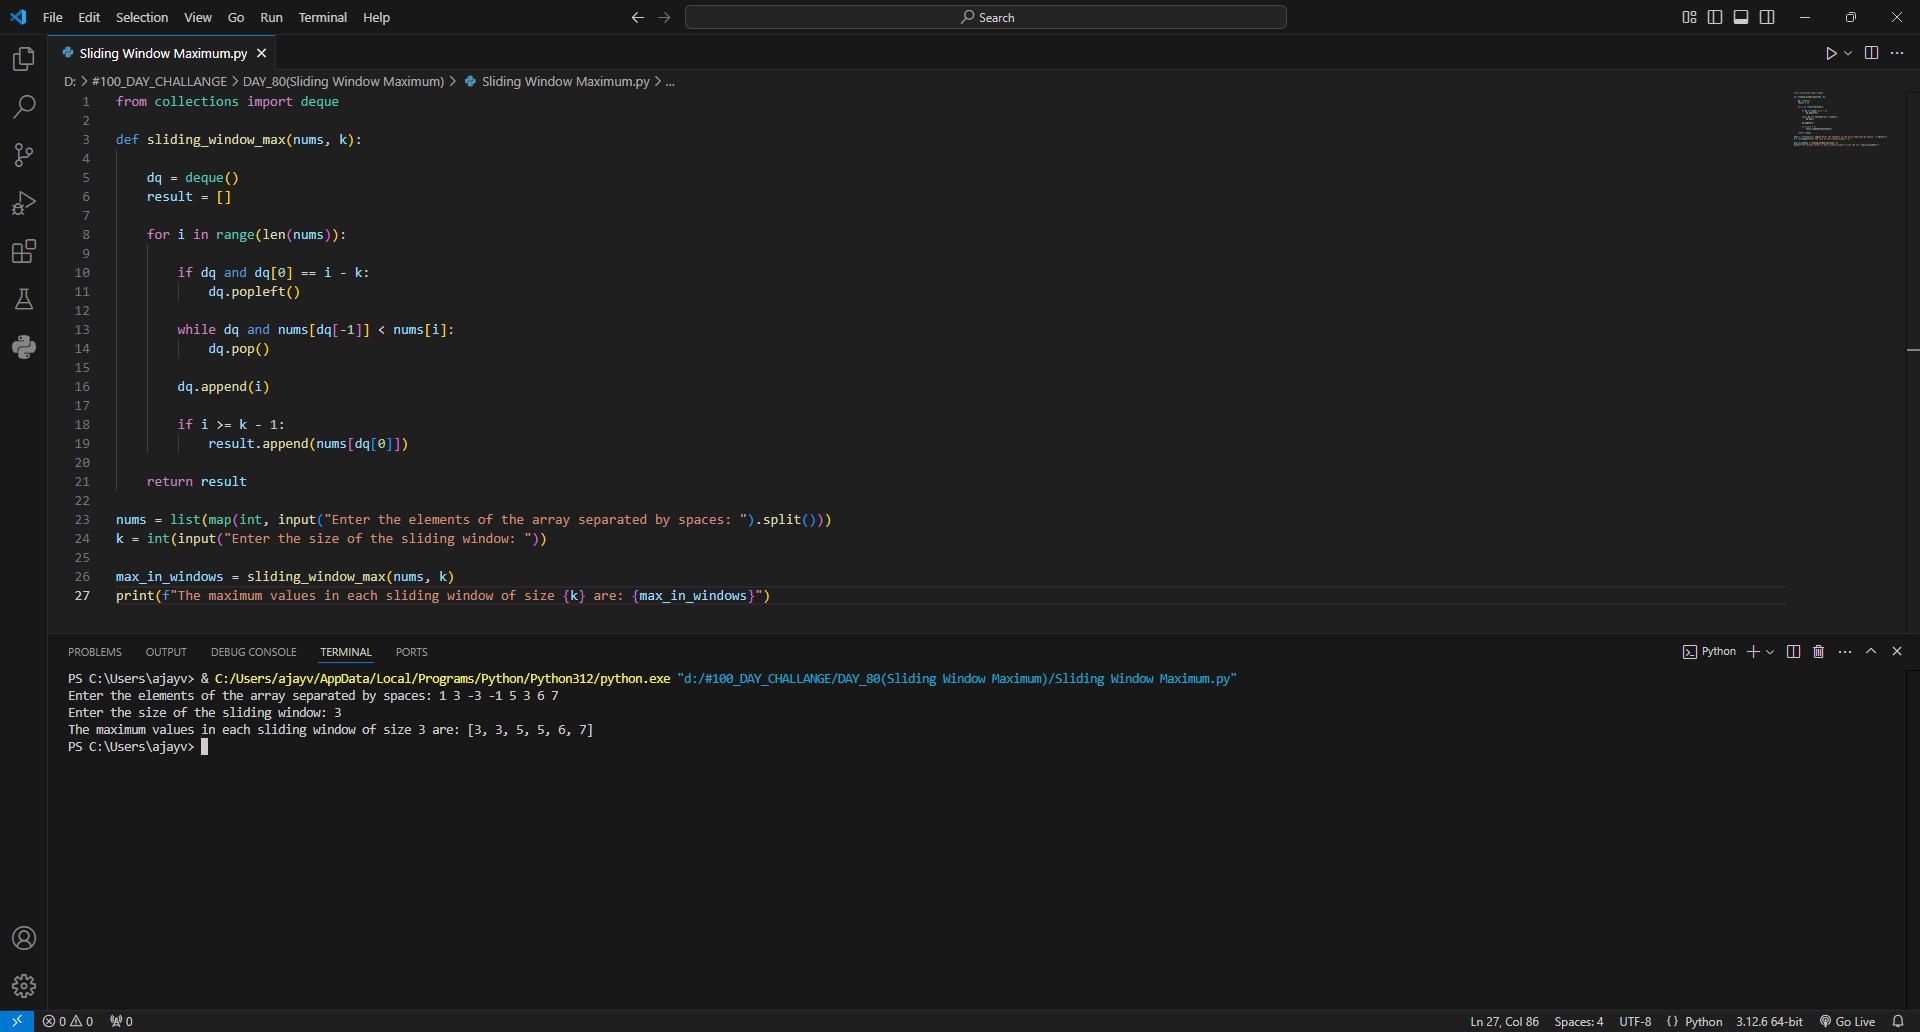 File Edit Selection View Go Run Terminal Help Search
Sliding Window Maximum.py
D: > #100_DAY_CHALLANGE > DAY_80(Sliding Window Maximum) > Sliding Window Maximum.py > ...
1 from collections import deque
2
3 def sliding_window_max(nums, k):
4
5     dq = deque()
6     result = []
7
8     for i in range(len(nums)):
9
10         if dq and dq[0] == i - k:
11             dq.popleft()
12
13         while dq and nums[dq[-1]] < nums[i]:
14             dq.pop()
15
16         dq.append(i)
17
18         if i >= k - 1:
19             result.append(nums[dq[0]])
20
21     return result
22
23 nums = list(map(int, input("Enter the elements of the array separated by spaces: ").split()))
24 k = int(input("Enter the size of the sliding window: "))
25
26 max_in_windows = sliding_window_max(nums, k)
27 print(f"The maximum values in each sliding window of size {k} are: {max_in_windows}")
PROBLEMS OUTPUT DEBUG CONSOLE TERMINAL PORTS Python
PS C:\Users\ajayv> & C:/Users/ajayv/AppData/Local/Programs/Python/Python312/python.exe "d:/#100_DAY_CHALLANGE/DAY_80(Sliding Window Maximum)/Sliding Window Maximum.py"
Enter the elements of the array separated by spaces: 1 3 -3 -1 5 3 6 7
Enter the size of the sliding window: 3
The maximum values in each sliding window of size 3 are: [3, 3, 5, 5, 6, 7]
PS C:\Users\ajayv>
0 0 0 Ln 27, Col 86 Spaces: 4 UTF-8 {} Python 3.12.6 64-bit Go Live